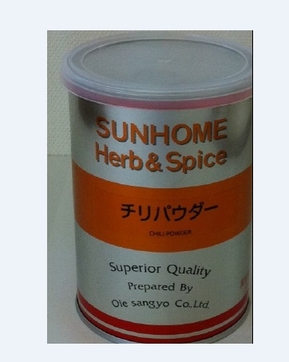 SUNHOME
Herb & Spice
チリパウダー
CHILI POWDER
Superior Quality
Prepared By
Oie sangyo Co.Ltd.